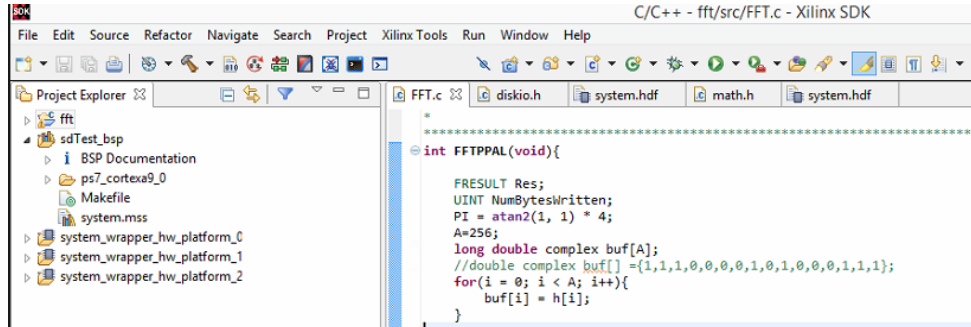 SDK
C/C++ - fft/src/FFT.c - Xilinx SDK
File Edit Source Refactor Navigate Search Project Xilinx Tools Run Window Help
Project Explorer
fft
sdTest_bsp
BSP Documentation
ps7_cortexa9_0
Makefile
system.mss
system_wrapper_hw_platform_0
system_wrapper_hw_platform_1
system_wrapper_hw_platform_2
FFT.c diskio.h system.hdf math.h system.hdf
*
int FFTPPAL(void){
FRESULT Res;
UINT NumBytesWritten;
PI = atan2(1, 1) * 4;
A=256;
long double complex buf[A];
//double complex buf[] ={1,1,1,0,0,0,0,1,0,1,0,0,0,1,1,1};
for(i = 0; i < A; i++){
buf[i] = h[i];
}